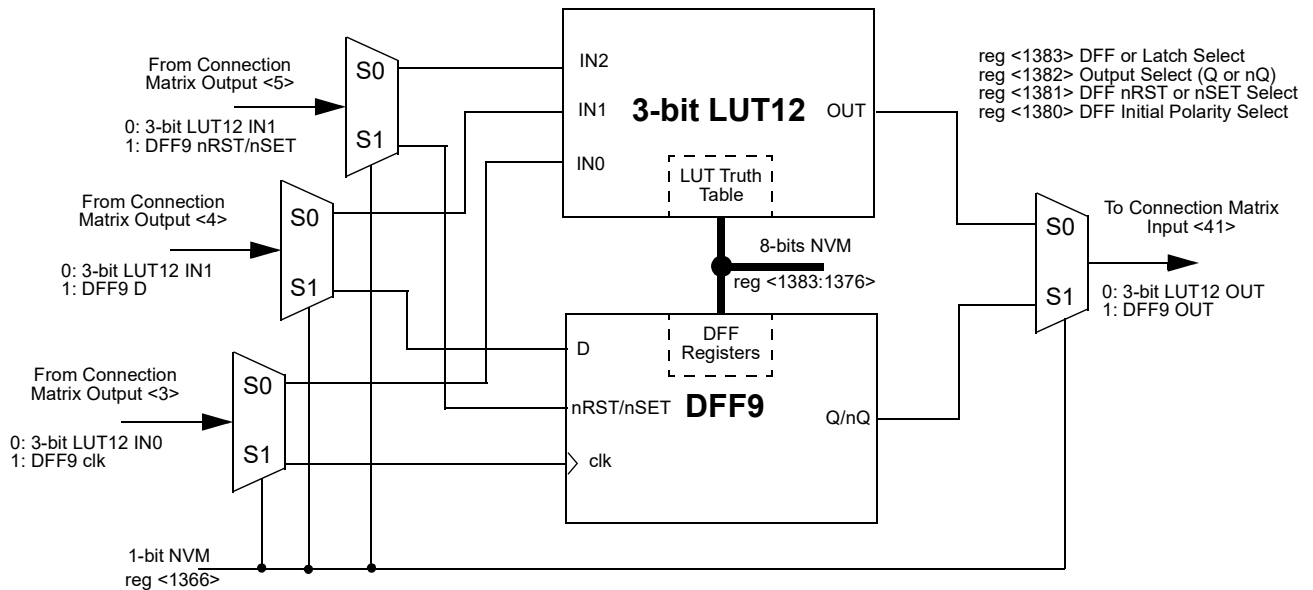 From Connection
Matrix Output <5>
0: 3-bit LUT12 IN1
1: DFF9 nRST/nSET
S0
S1
From Connection
Matrix Output <4>
0: 3-bit LUT12 IN1
1: DFF9 D
S0
S1
From Connection
Matrix Output <3>
0: 3-bit LUT12 IN0
1: DFF9 clk
S0
S1
1-bit NVM
reg <1366>
IN2
IN1
IN0
3-bit LUT12
OUT
LUT Truth
Table
8-bits NVM
reg <1383:1376>
DFF
Registers
D
nRST/nSET
clk
DFF9
Q/nQ
reg <1383> DFF or Latch Select
reg <1382> Output Select (Q or nQ)
reg <1381> DFF nRST or nSET Select
reg <1380> DFF Initial Polarity Select
S0
S1
To Connection Matrix
Input <41>
0: 3-bit LUT12 OUT
1: DFF9 OUT